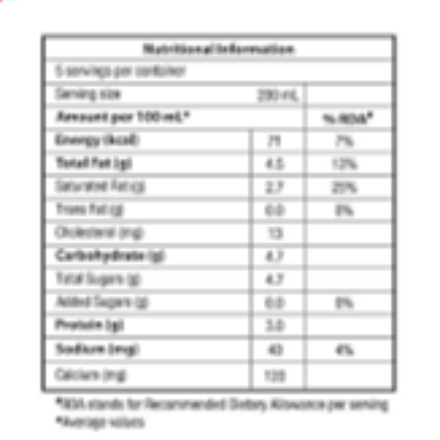 Nutritional Information
5 servings per container
Serving size 200 mL
Amount per 100 mL* % RDA#
Energy (kcal) 71 7%
Total Fat (g) 4.5 13%
Saturated Fat (g) 2.7 25%
Trans Fat (g) 0.0 0%
Cholesterol (mg) 13
Carbohydrate (g) 4.7
Total Sugars (g) 4.7
Added Sugars (g) 0.0 0%
Protein (g) 3.0
Sodium (mg) 40 4%
Calcium (mg) 120
#RDA stands for Recommended Dietary Allowance per serving
*Average values